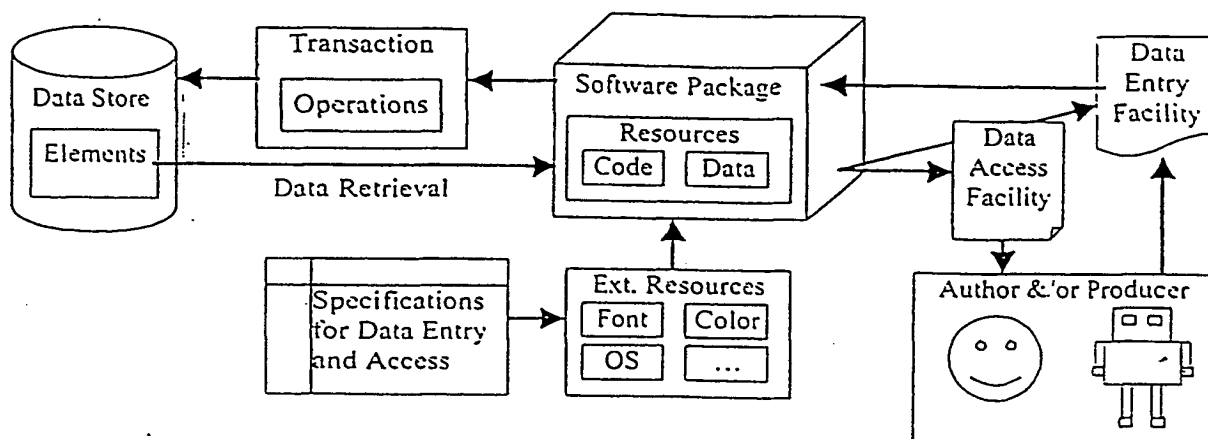 Data Store
Elements
Transaction
Operations
Data Retrieval
Software Package
Resources
Code
Data
Data
Entry
Facility
Data
Access
Facility
Specifications
for Data Entry
and Access
Ext. Resources
Font
Color
OS
...
Author &/or Producer